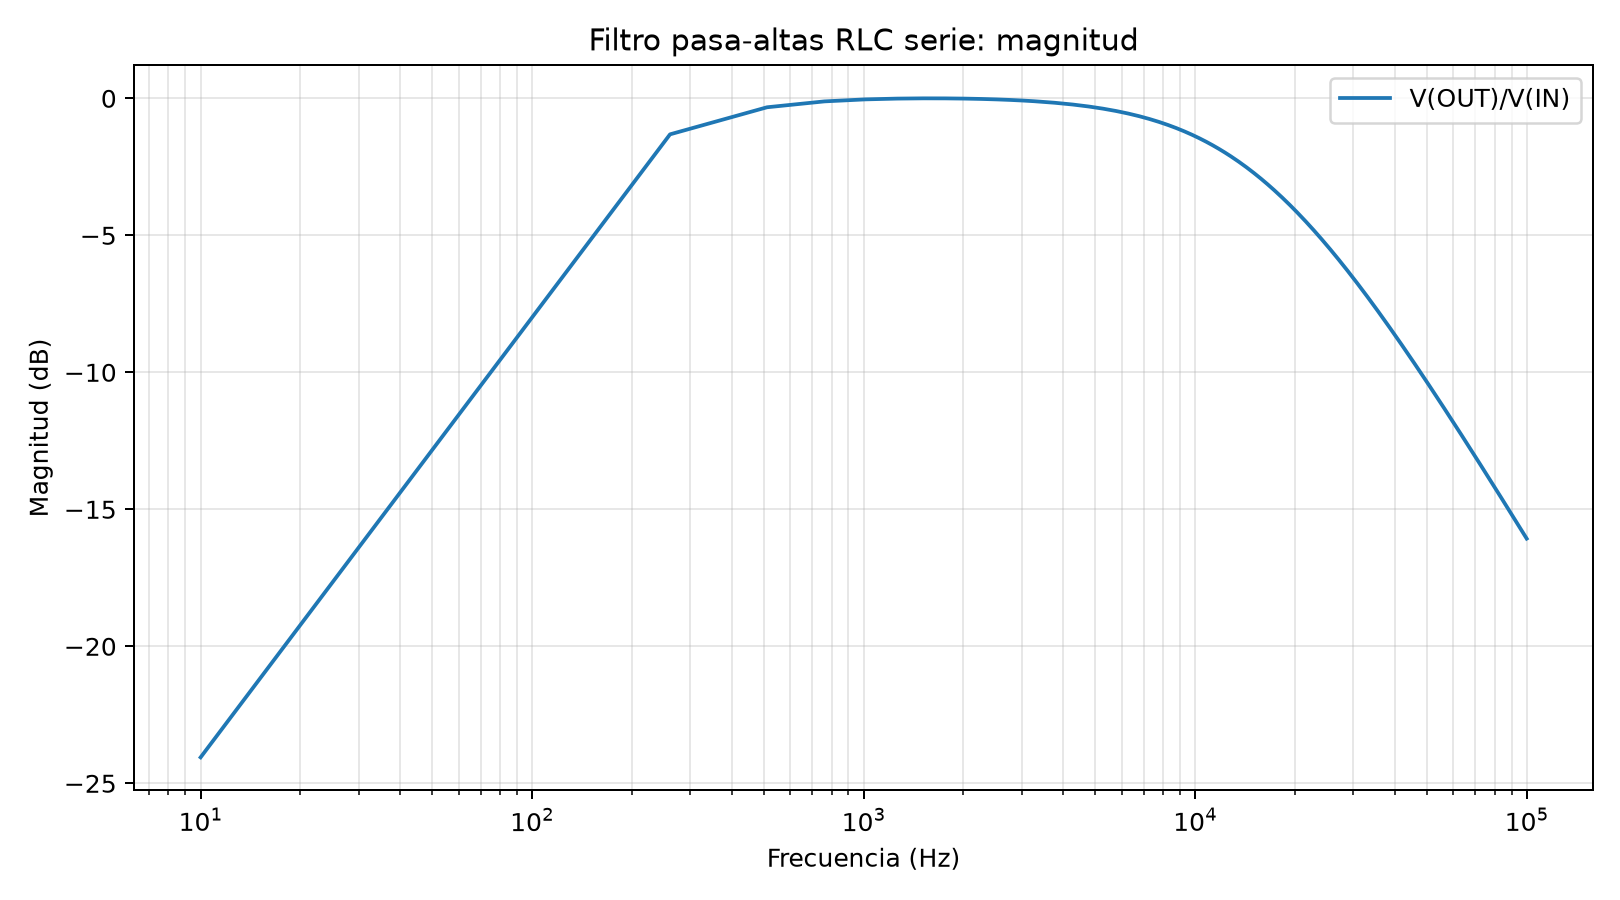 Filtro pasa-altas RLC serie: magnitud
V(OUT)/V(IN)
Magnitud (dB)
0
−5
−10
−15
−20
−25
10¹
10²
10³
10⁴
10⁵
Frecuencia (Hz)